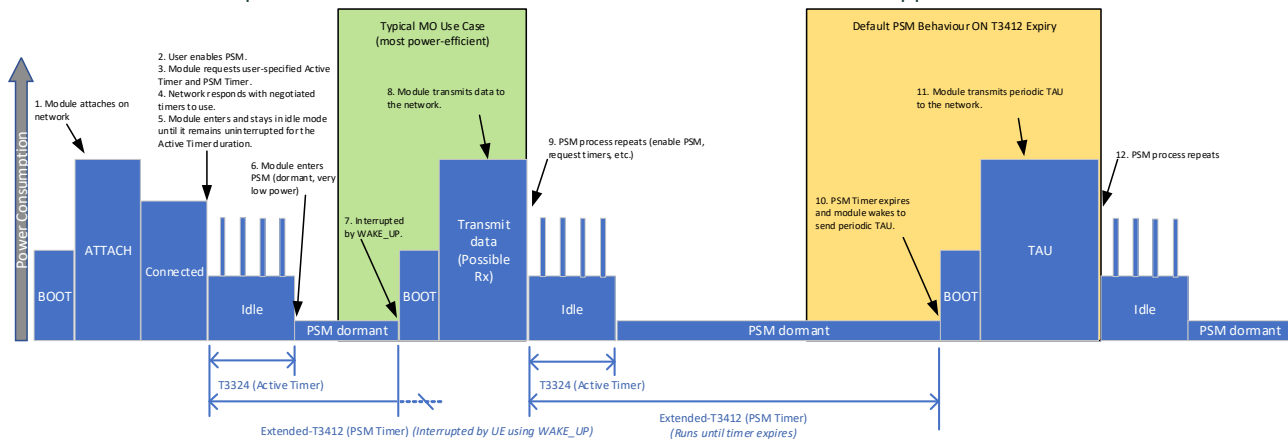 Typical MO Use Case
(most power-efficient)
Default PSM Behaviour ON T3412 Expiry
Power Consumption
1. Module attaches on
network
2. User enables PSM.
3. Module requests user-specified Active
Timer and PSM Timer.
4. Network responds with negotiated
timers to use.
5. Module enters and stays in idle mode
until it remains uninterrupted for the
Active Timer duration.
6. Module enters
PSM (dormant, very
low power)
7. Interrupted
by WAKE_UP.
8. Module transmits data to
the network.
9. PSM process repeats (enable PSM,
request timers, etc.)
10. PSM Timer expires
and module wakes to
send periodic TAU.
11. Module transmits periodic TAU
to the network.
12. PSM process repeats
BOOT
ATTACH
Connected
Idle
PSM dormant
BOOT
Transmit
data
(Possible
Rx)
Idle
PSM dormant
BOOT
TAU
Idle
PSM dormant
T3324 (Active Timer)
T3324 (Active Timer)
Extended-T3412 (PSM Timer) (Interrupted by UE using WAKE_UP)
Extended-T3412 (PSM Timer)
(Runs until timer expires)